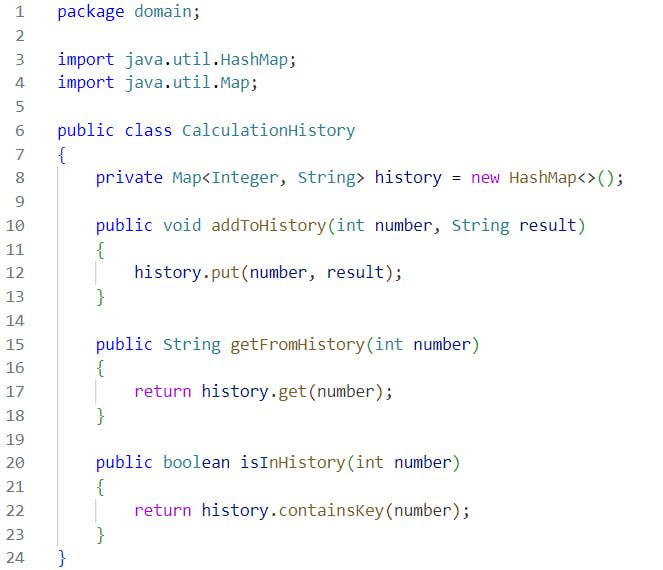 1 package domain;
2
3 import java.util.HashMap;
4 import java.util.Map;
5
6 public class CalculationHistory
7 {
8     private Map<Integer, String> history = new HashMap<>();
9
10     public void addToHistory(int number, String result)
11     {
12         history.put(number, result);
13     }
14
15     public String getFromHistory(int number)
16     {
17         return history.get(number);
18     }
19
20     public boolean isInHistory(int number)
21     {
22         return history.containsKey(number);
23     }
24 }